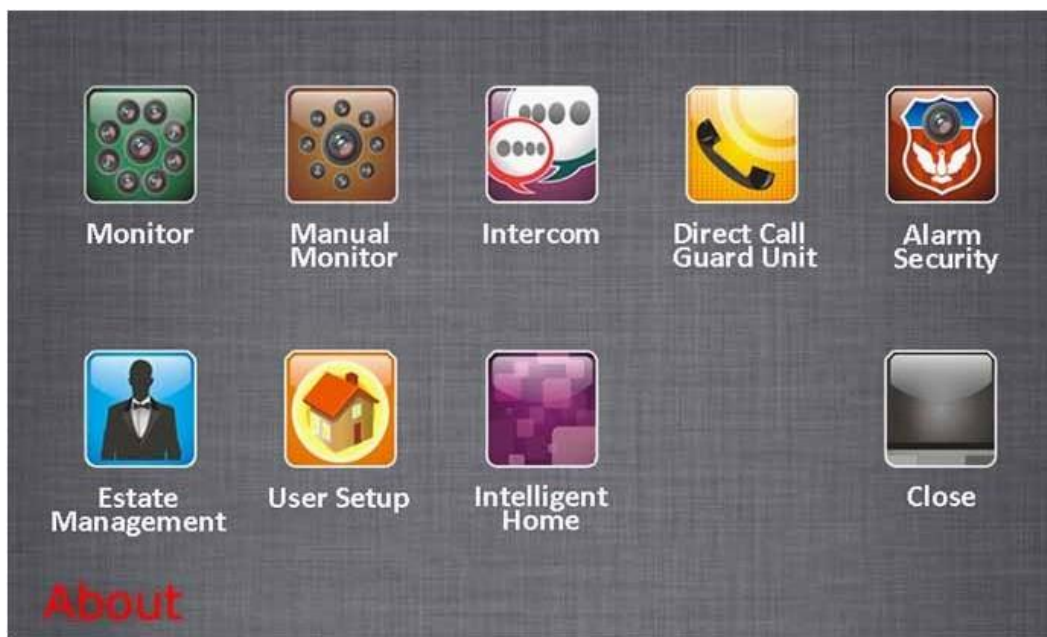 Monitor
Manual
Monitor
Intercom
Direct Call
Guard Unit
Alarm
Security
Estate
Management
User Setup
Intelligent
Home
Close
About